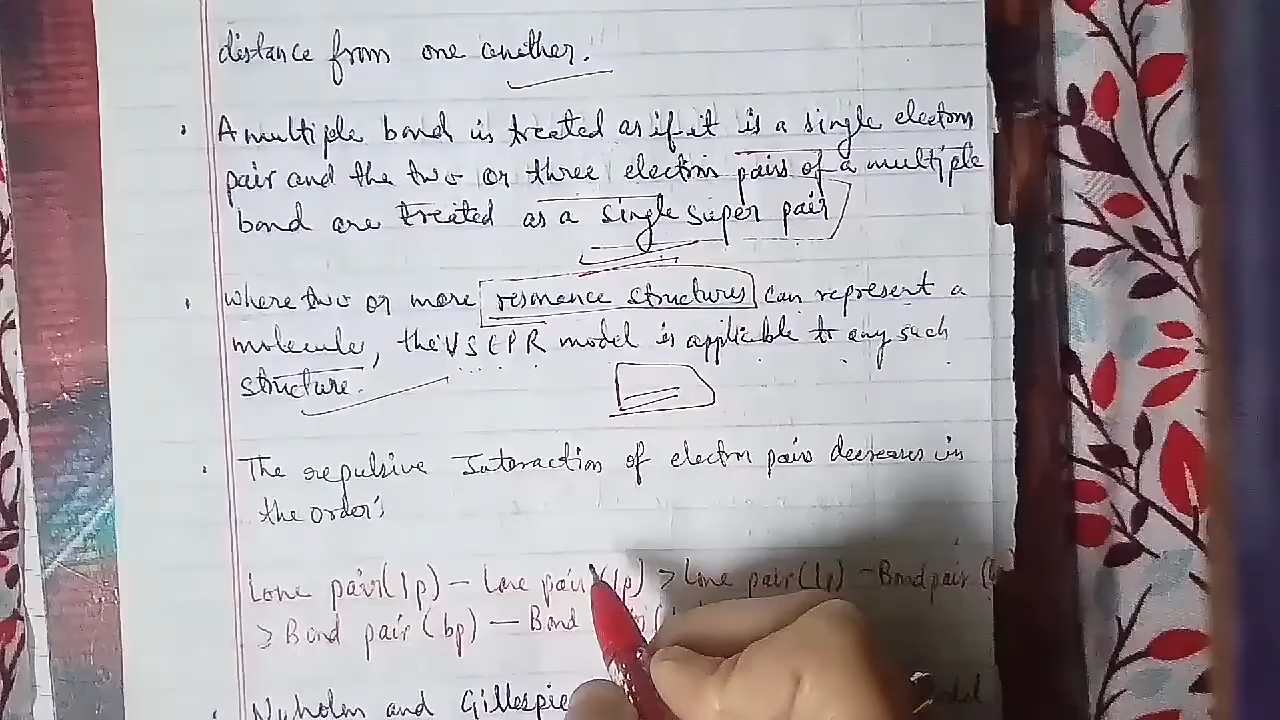 distance from one another.
• A multiple bond is treated as if it is a single electron
pair and the two or three electron pairs of a multiple
bond are treated as a single super pair
• Where two or more resonance structures can represent a
molecule, the VSEPR model is applicable to any such
structure.
• The repulsive Interaction of electron pairs decreases in
the order:
Lone pair (lp) - Lone pair (lp) > Lone pair (lp) - Bond pair
> Bond pair (bp) - Bond
• Nyholm and Gillespie